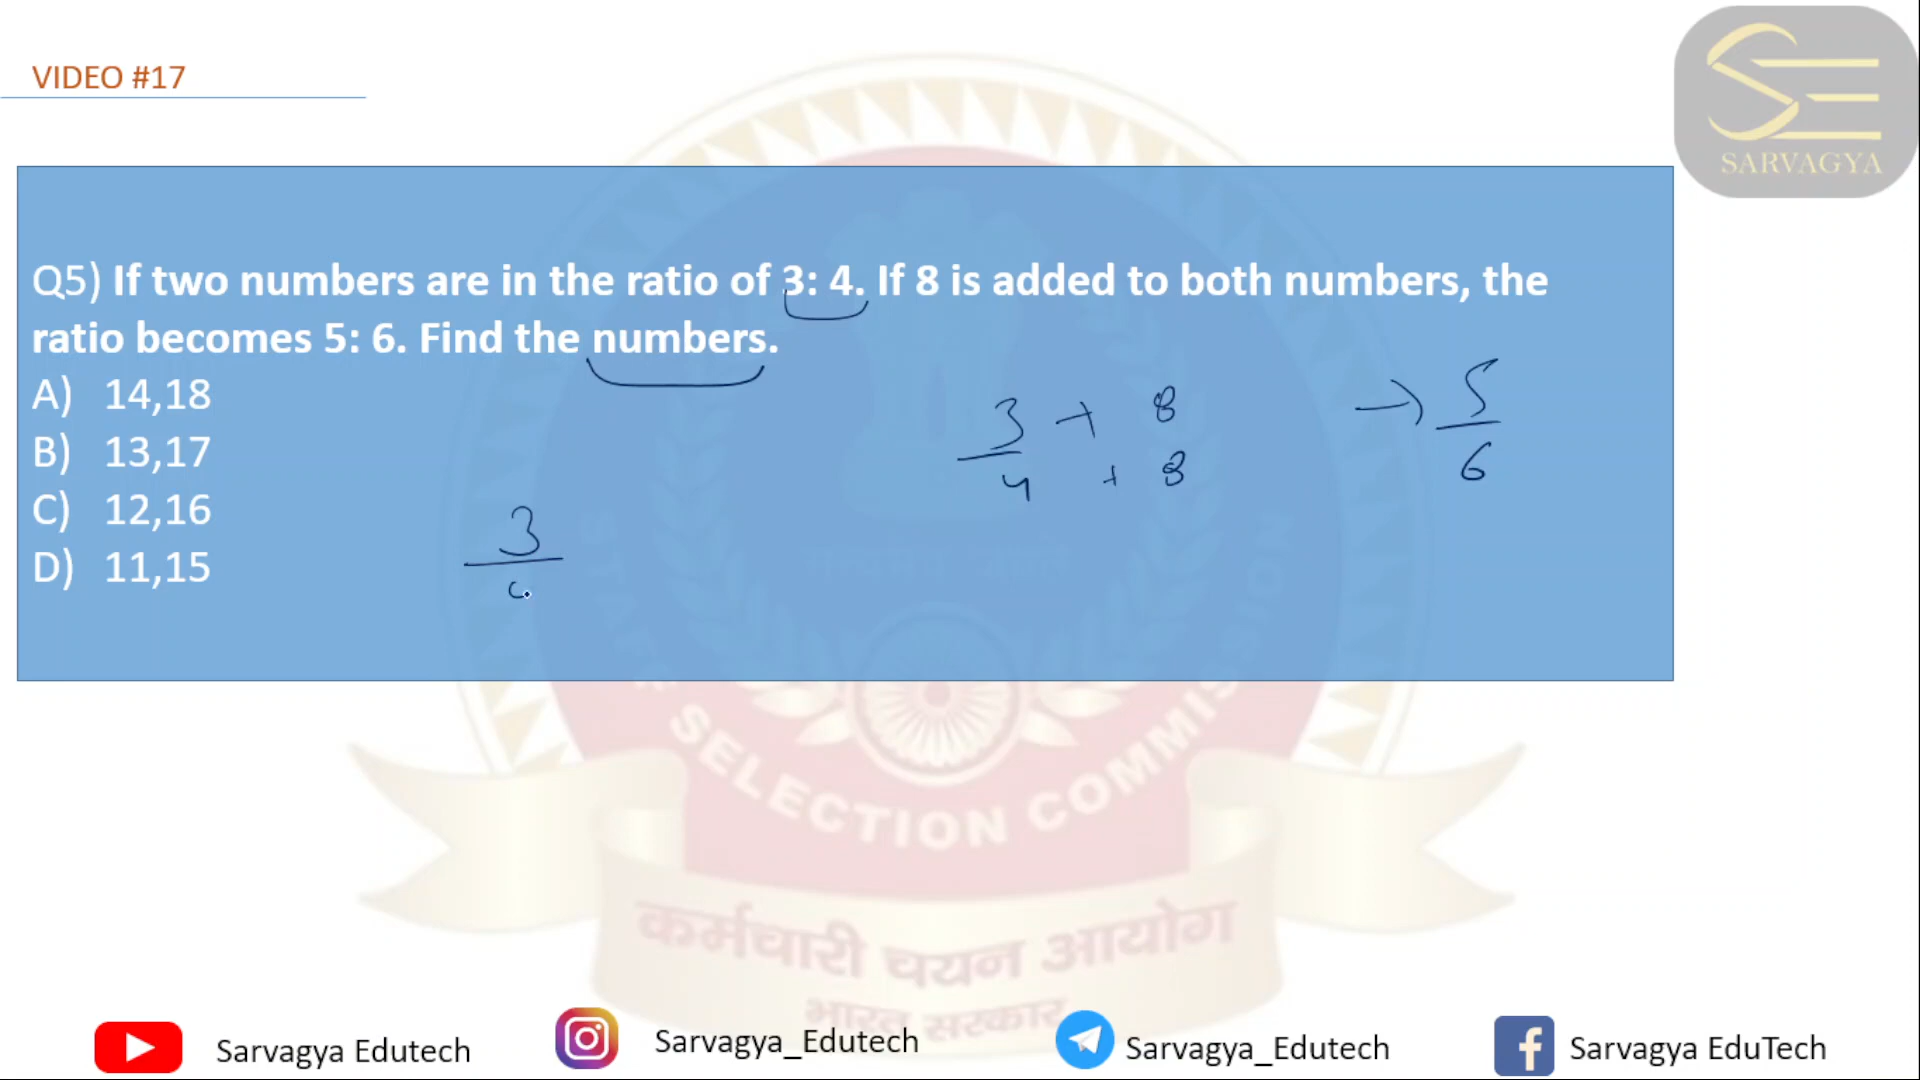 VIDEO #17
SARVAGYA
Q5) If two numbers are in the ratio of 3: 4. If 8 is added to both numbers, the
ratio becomes 5: 6. Find the numbers.
A) 14,18
B) 13,17
C) 12,16
D) 11,15
3 + 8 → 5
4 + 8 6
3
STAFF SELECTION COMMISSION
कर्मचारी चयन आयोग
भारत सरकार
Sarvagya Edutech
Sarvagya_Edutech
Sarvagya_Edutech
Sarvagya EduTech